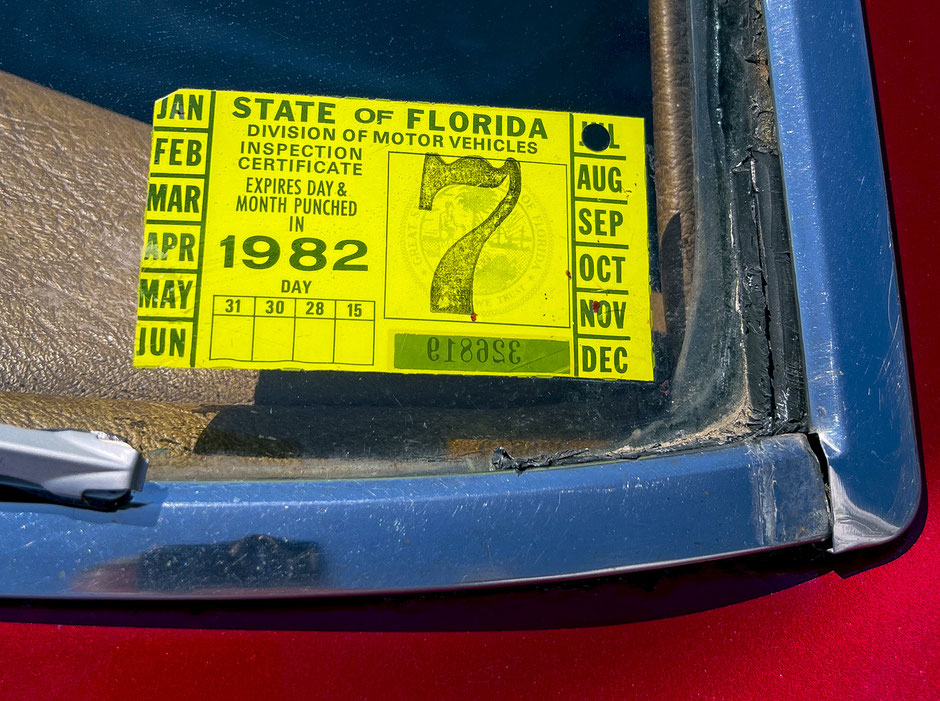 JAN
FEB
MAR
APR
MAY
JUN
STATE OF FLORIDA
DIVISION OF MOTOR VEHICLES
INSPECTION
CERTIFICATE
EXPIRES DAY &
MONTH PUNCHED
IN
1982
DAY
31 30 28 15
7
326819
AUG
SEP
OCT
NOV
DEC